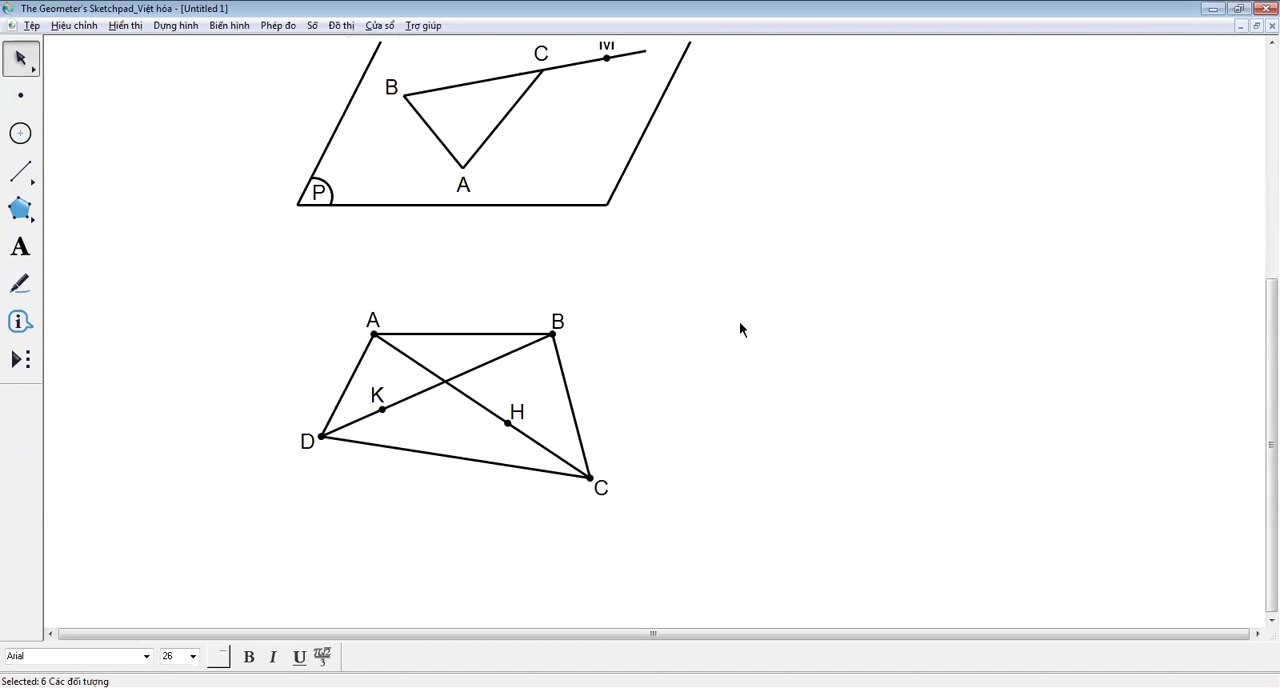 The Geometer's Sketchpad_Việt hóa - [Untitled 1]
Tệp Hiệu chỉnh Hiển thị Dựng hình Biến hình Phép đo Số Đồ thị Cửa sổ Trợ giúp
M
C
B
A
P
A
B
K
H
D
C
A
Arial 26 B I U
Selected: 6 Các đối tượng